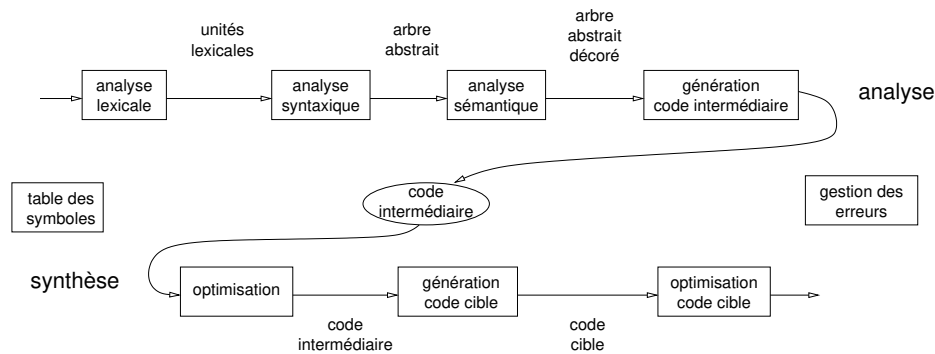 unités
lexicales
arbre
abstrait
arbre
abstrait
décoré
analyse
lexicale
analyse
syntaxique
analyse
sémantique
génération
code intermédiaire
analyse
table des
symboles
code
intermédiaire
gestion des
erreurs
synthèse
optimisation
génération
code cible
optimisation
code cible
code
intermédiaire
code
cible